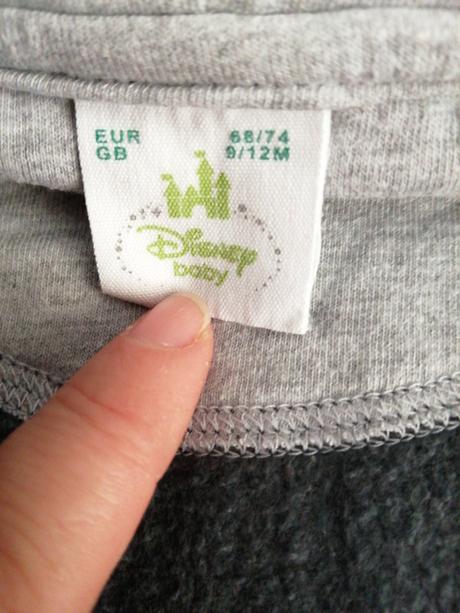 EUR 68/74
GB 9/12M
Disney
baby